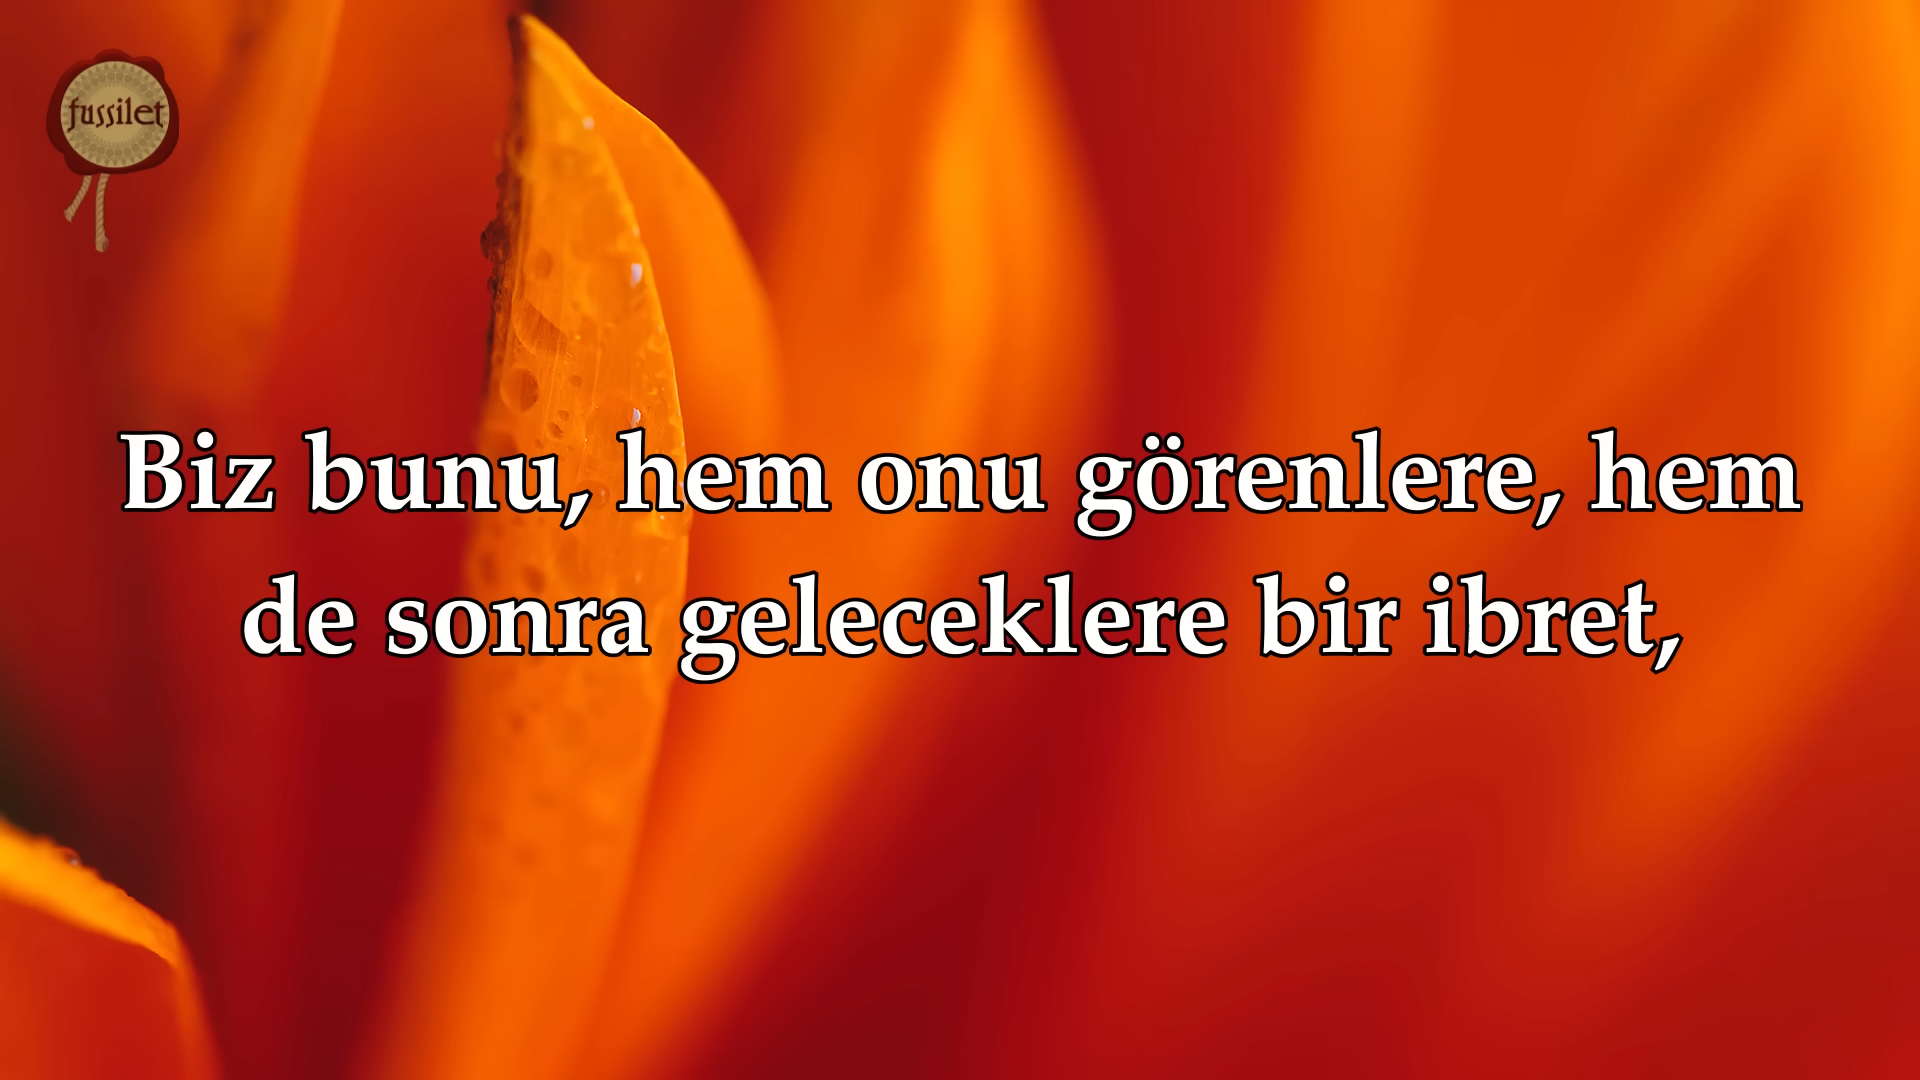 fussilet
Biz bunu, hem onu görenlere, hem
de sonra geleceklere bir ibret,